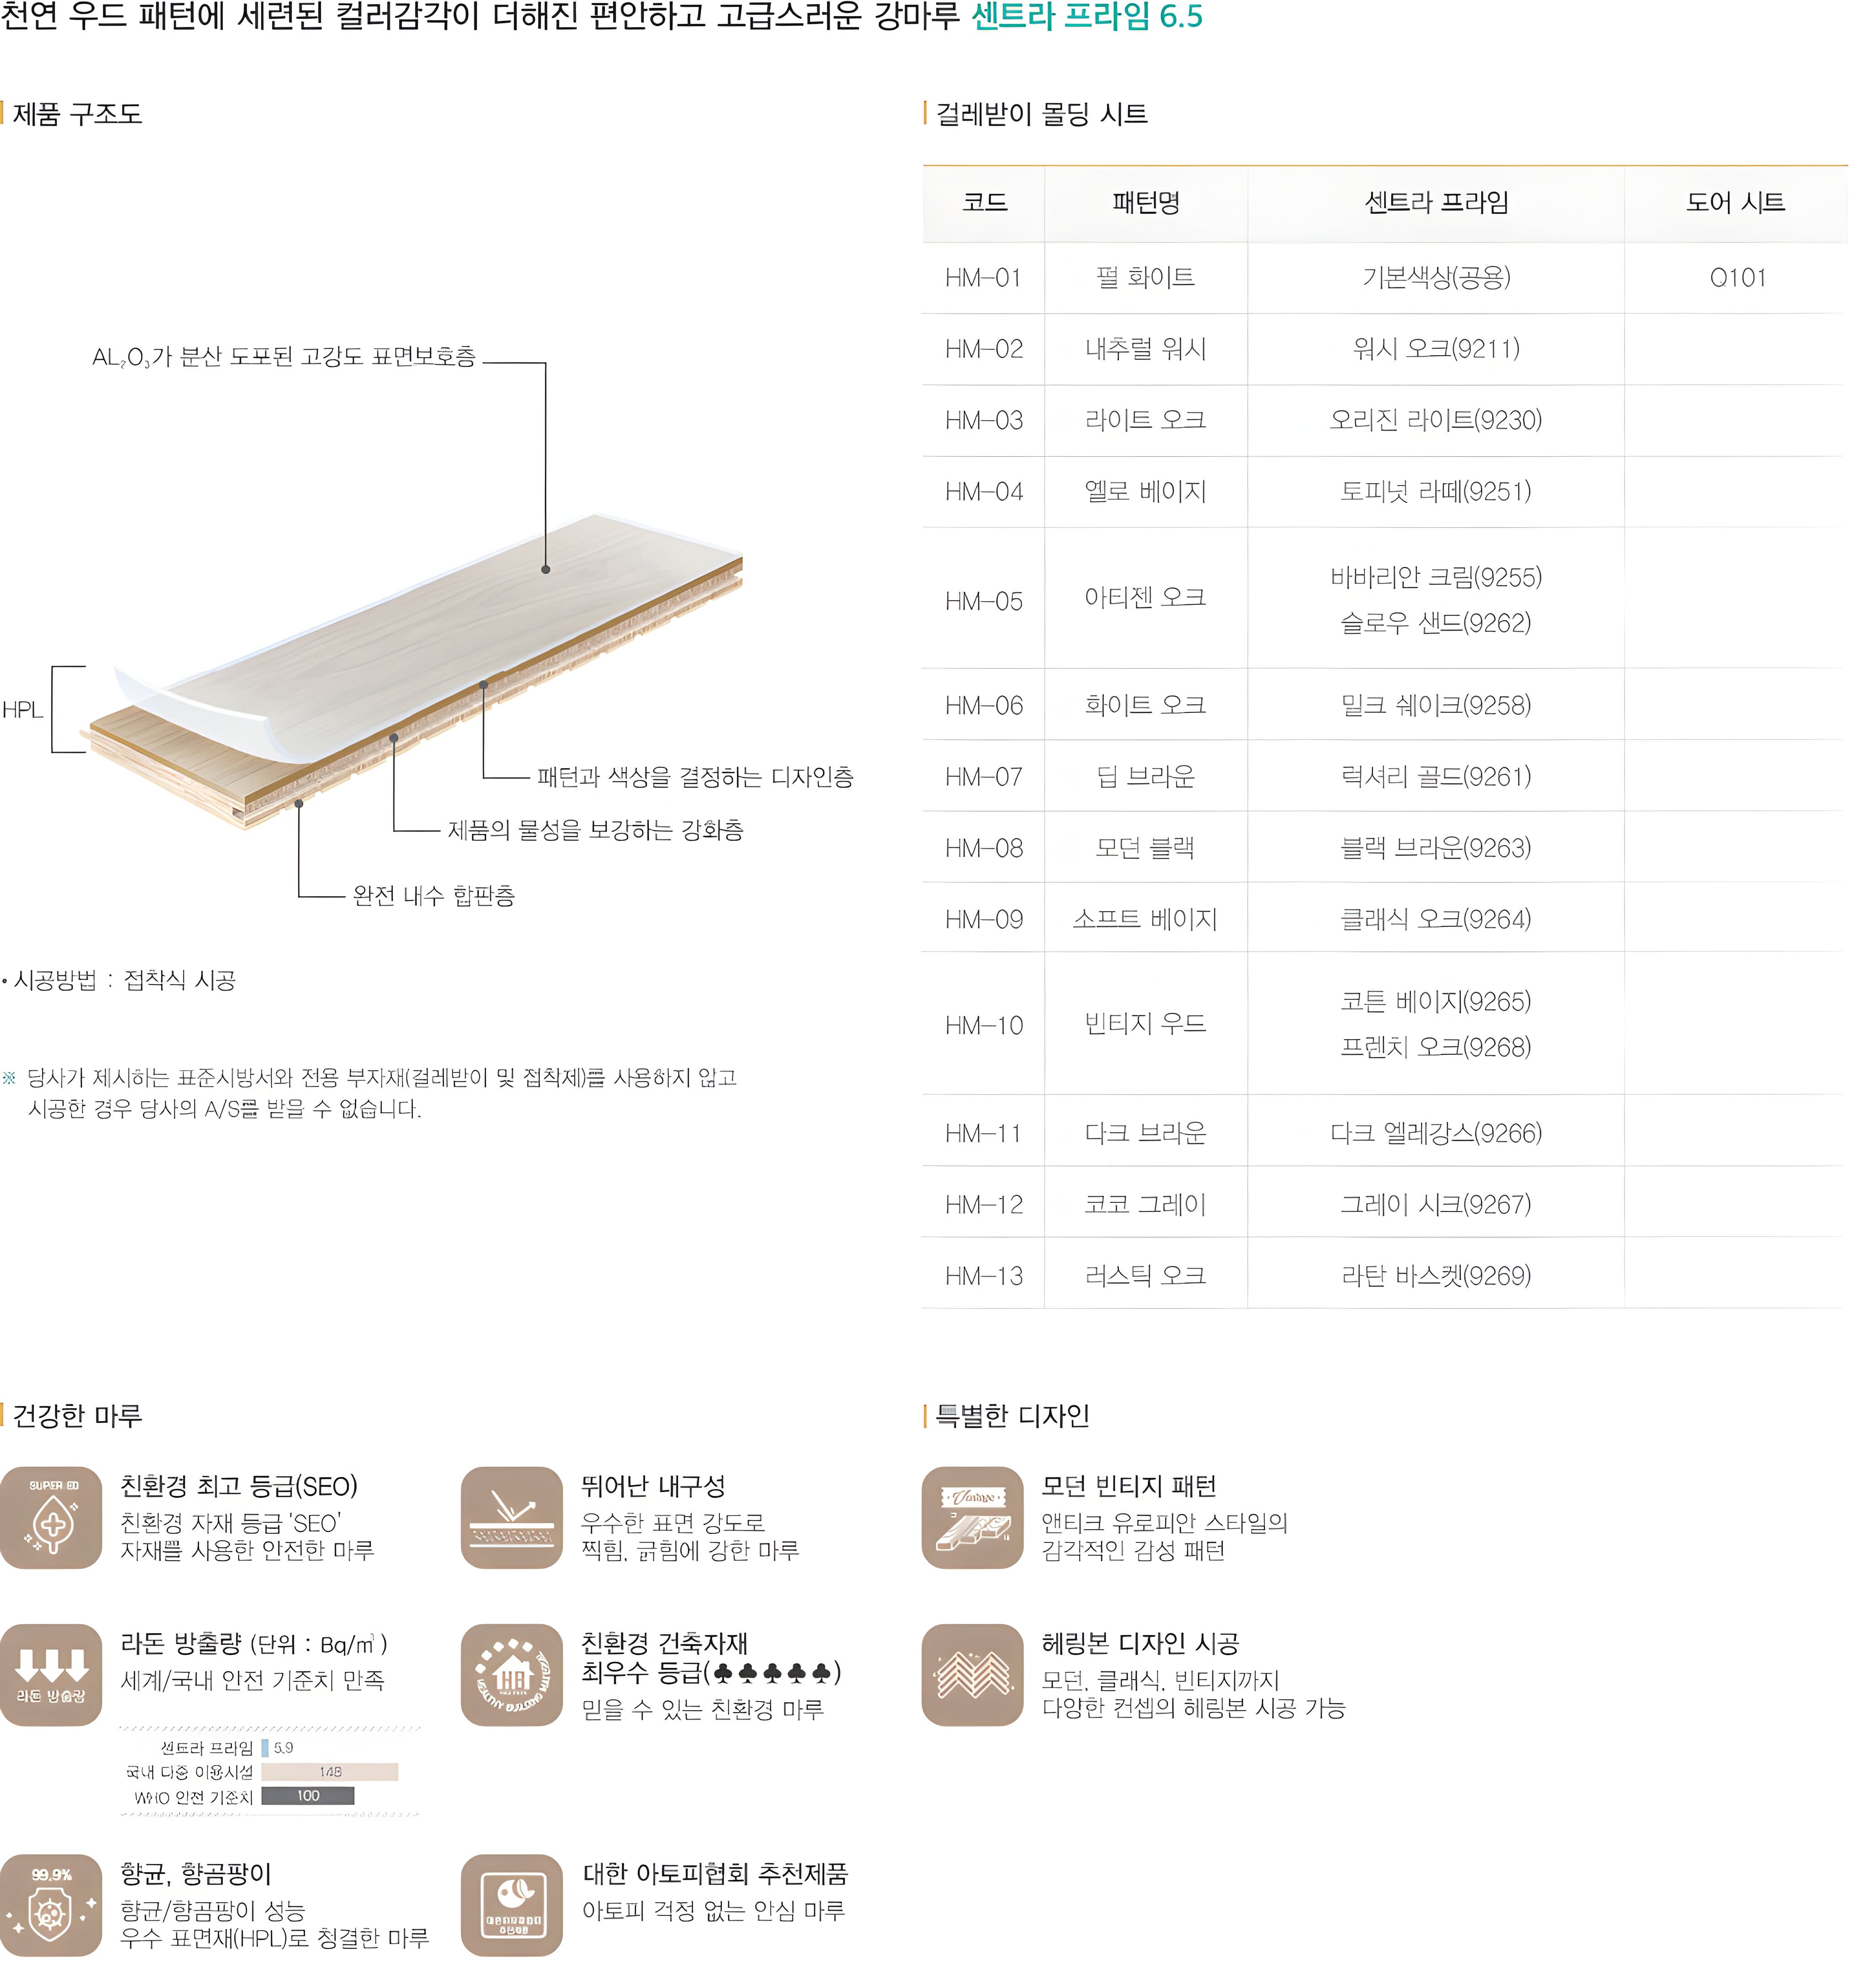 천연 우드 패턴에 세련된 컬러감각이 더해진 편안하고 고급스러운 강마루 센트라 프라임 6.5
제품 구조도
AL₂O₃가 분산 도포된 고강도 표면보호층
HPL
패턴과 색상을 결정하는 디자인층
제품의 물성을 보강하는 강화층
완전 내수 합판층
• 시공방법 : 접착식 시공
※ 당사가 제시하는 표준시방서와 전용 부자재(걸레받이 및 접착제)를 사용하지 않고
시공한 경우 당사의 A/S를 받을 수 없습니다.
걸레받이 몰딩 시트
코드 패턴명 센트라 프라임 도어 시트
HM-01 펄 화이트 기본색상(공용) Q101
HM-02 내추럴 워시 워시 오크(9211)
HM-03 라이트 오크 오리진 라이트(9230)
HM-04 옐로 베이지 토피넛 라떼(9251)
HM-05 아티젠 오크 바바리안 크림(9255)
슬로우 샌드(9262)
HM-06 화이트 오크 밀크 쉐이크(9258)
HM-07 딥 브라운 럭셔리 골드(9261)
HM-08 모던 블랙 블랙 브라운(9263)
HM-09 소프트 베이지 클래식 오크(9264)
HM-10 빈티지 우드 코튼 베이지(9265)
프렌치 오크(9268)
HM-11 다크 브라운 다크 엘레강스(9266)
HM-12 코코 그레이 그레이 시크(9267)
HM-13 러스틱 오크 라탄 바스켓(9269)
건강한 마루
SUPER E0
친환경 최고 등급(SE0)
친환경 자재 등급 'SE0'
자재를 사용한 안전한 마루
뛰어난 내구성
우수한 표면 강도로
찍힘, 긁힘에 강한 마루
라돈 방출량
라돈 방출량 (단위 : Bq/㎥)
세계/국내 안전 기준치 만족
센트라 프라임 5.9
국내 다중 이용시설 148
WHO 안전 기준치 100
HB
HEALTHY BUILDING
친환경 건축자재
최우수 등급(♣♣♣♣♣)
믿을 수 있는 친환경 마루
99.9%
향균, 향곰팡이
향균/향곰팡이 성능
우수 표면재(HPL)로 청결한 마루
대한 아토피협회 추천제품
아토피 걱정 없는 안심 마루
특별한 디자인
Vintage
모던 빈티지 패턴
앤티크 유로피안 스타일의
감각적인 감성 패턴
헤링본 디자인 시공
모던, 클래식, 빈티지까지
다양한 컨셉의 헤링본 시공 가능